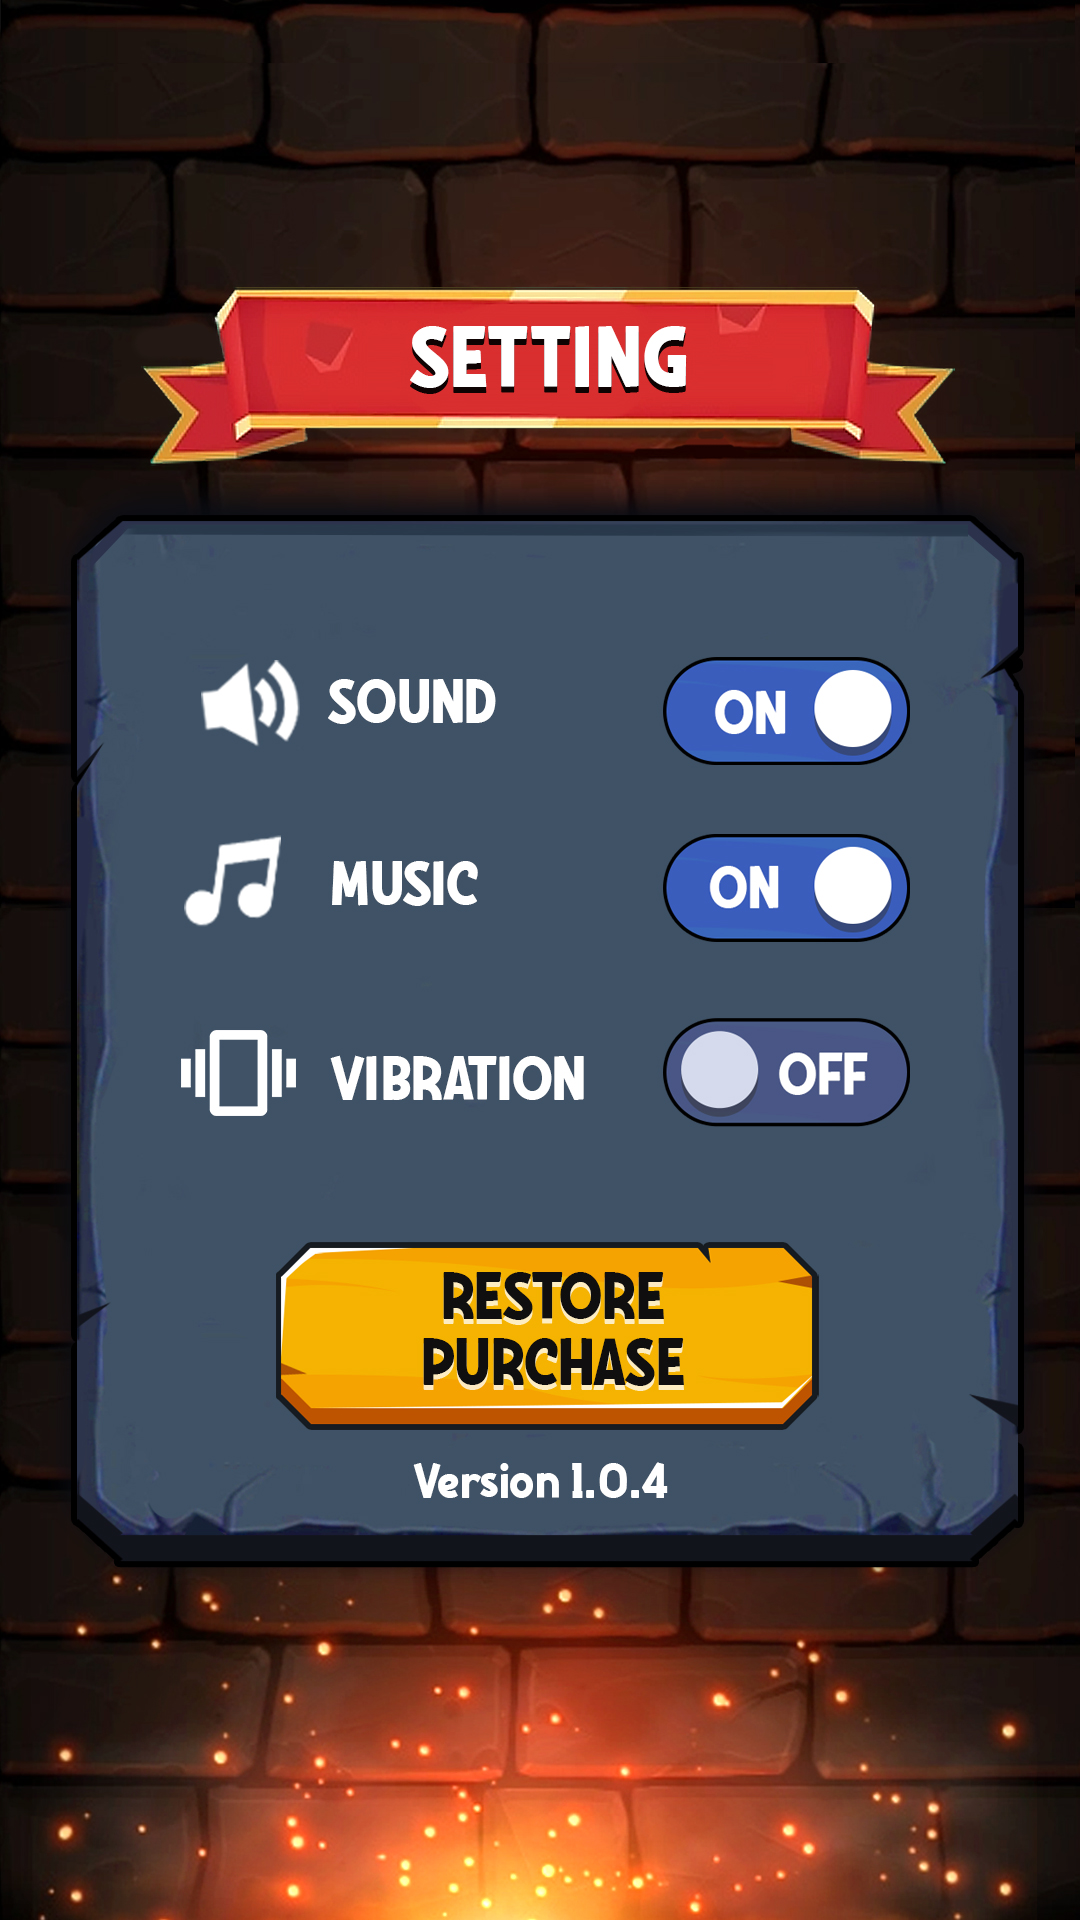 SETTING
SOUND
ON
MUSIC
ON
VIBRATION
OFF
RESTORE
PURCHASE
Version 1.0.4